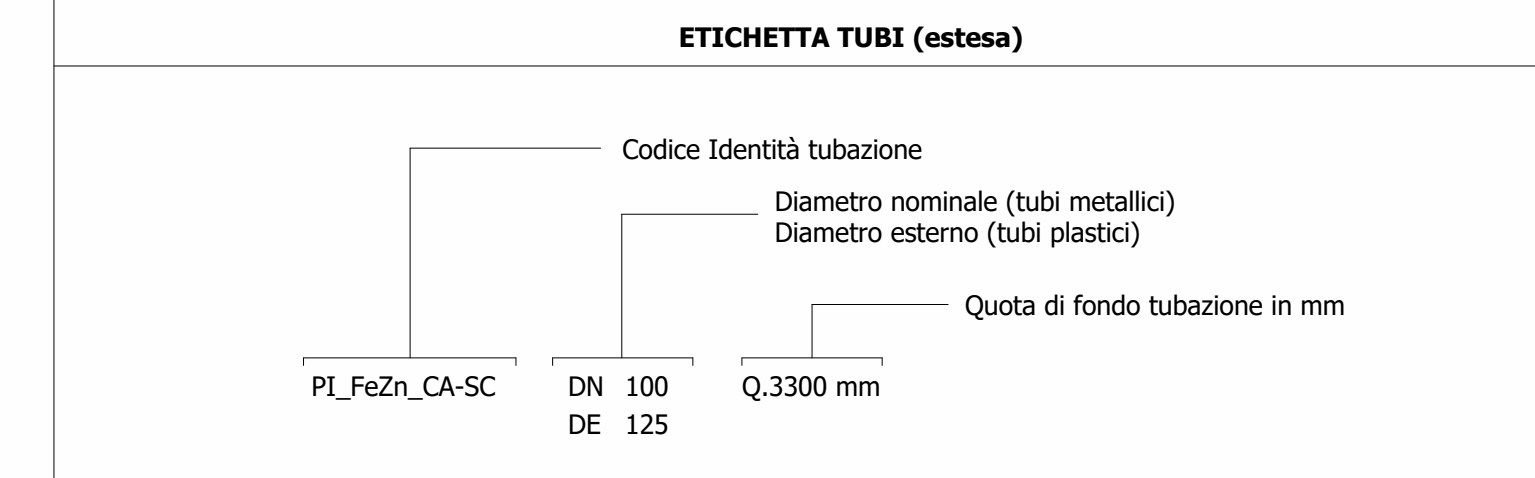 ETICHETTA TUBI (estesa)
Codice Identità tubazione
Diametro nominale (tubi metallici)
Diametro esterno (tubi plastici)
Quota di fondo tubazione in mm
PI_FeZn_CA-SC DN 100 Q.3300 mm
DE 125